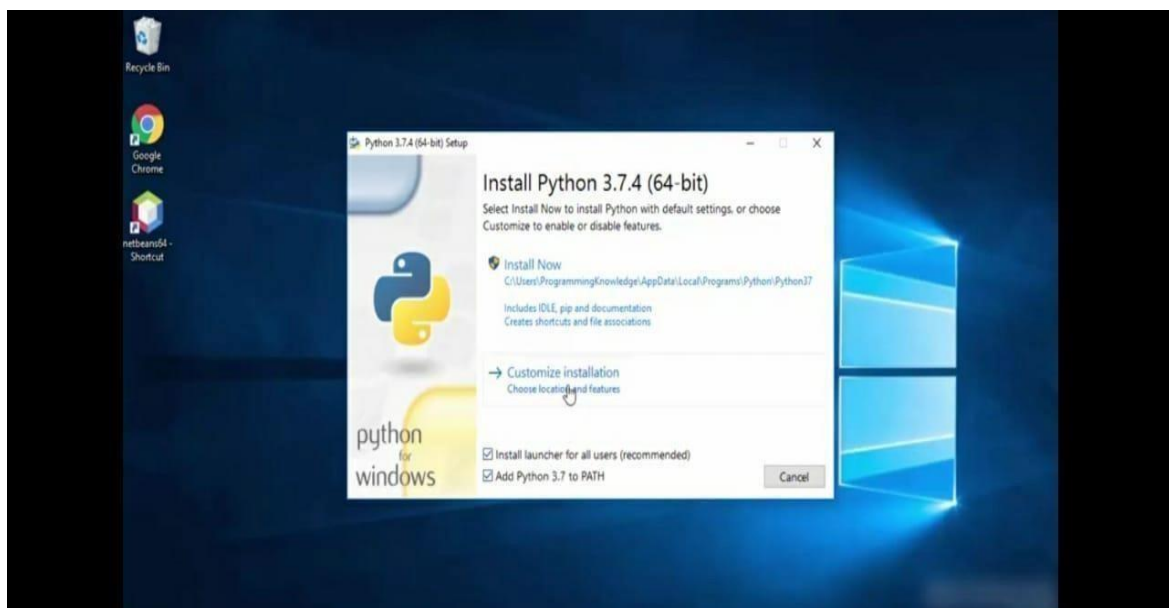 Recycle Bin
Google
Chrome
netbeans64 -
Shortcut
Python 3.7.4 (64-bit) Setup
Install Python 3.7.4 (64-bit)
Select Install Now to install Python with default settings, or choose
Customize to enable or disable features.
Install Now
C:\Users\ProgrammingKnowledge\AppData\Local\Programs\Python\Python37
Includes IDLE, pip and documentation
Creates shortcuts and file associations
Customize installation
Choose location and features
python
for
windows
Install launcher for all users (recommended)
Add Python 3.7 to PATH
Cancel